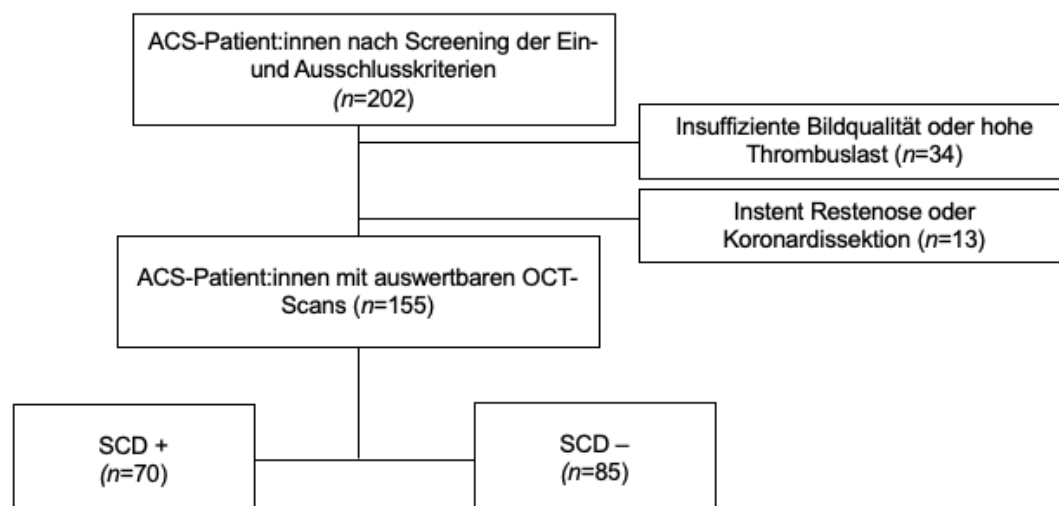 ACS-Patient:innen nach Screening der Ein-
und Ausschlusskriterien
(n=202)
Insuffiziente Bildqualität oder hohe
Thrombuslast (n=34)
Instent Restenose oder
Koronardissektion (n=13)
ACS-Patient:innen mit auswertbaren OCT-
Scans (n=155)
SCD +
(n=70)
SCD –
(n=85)